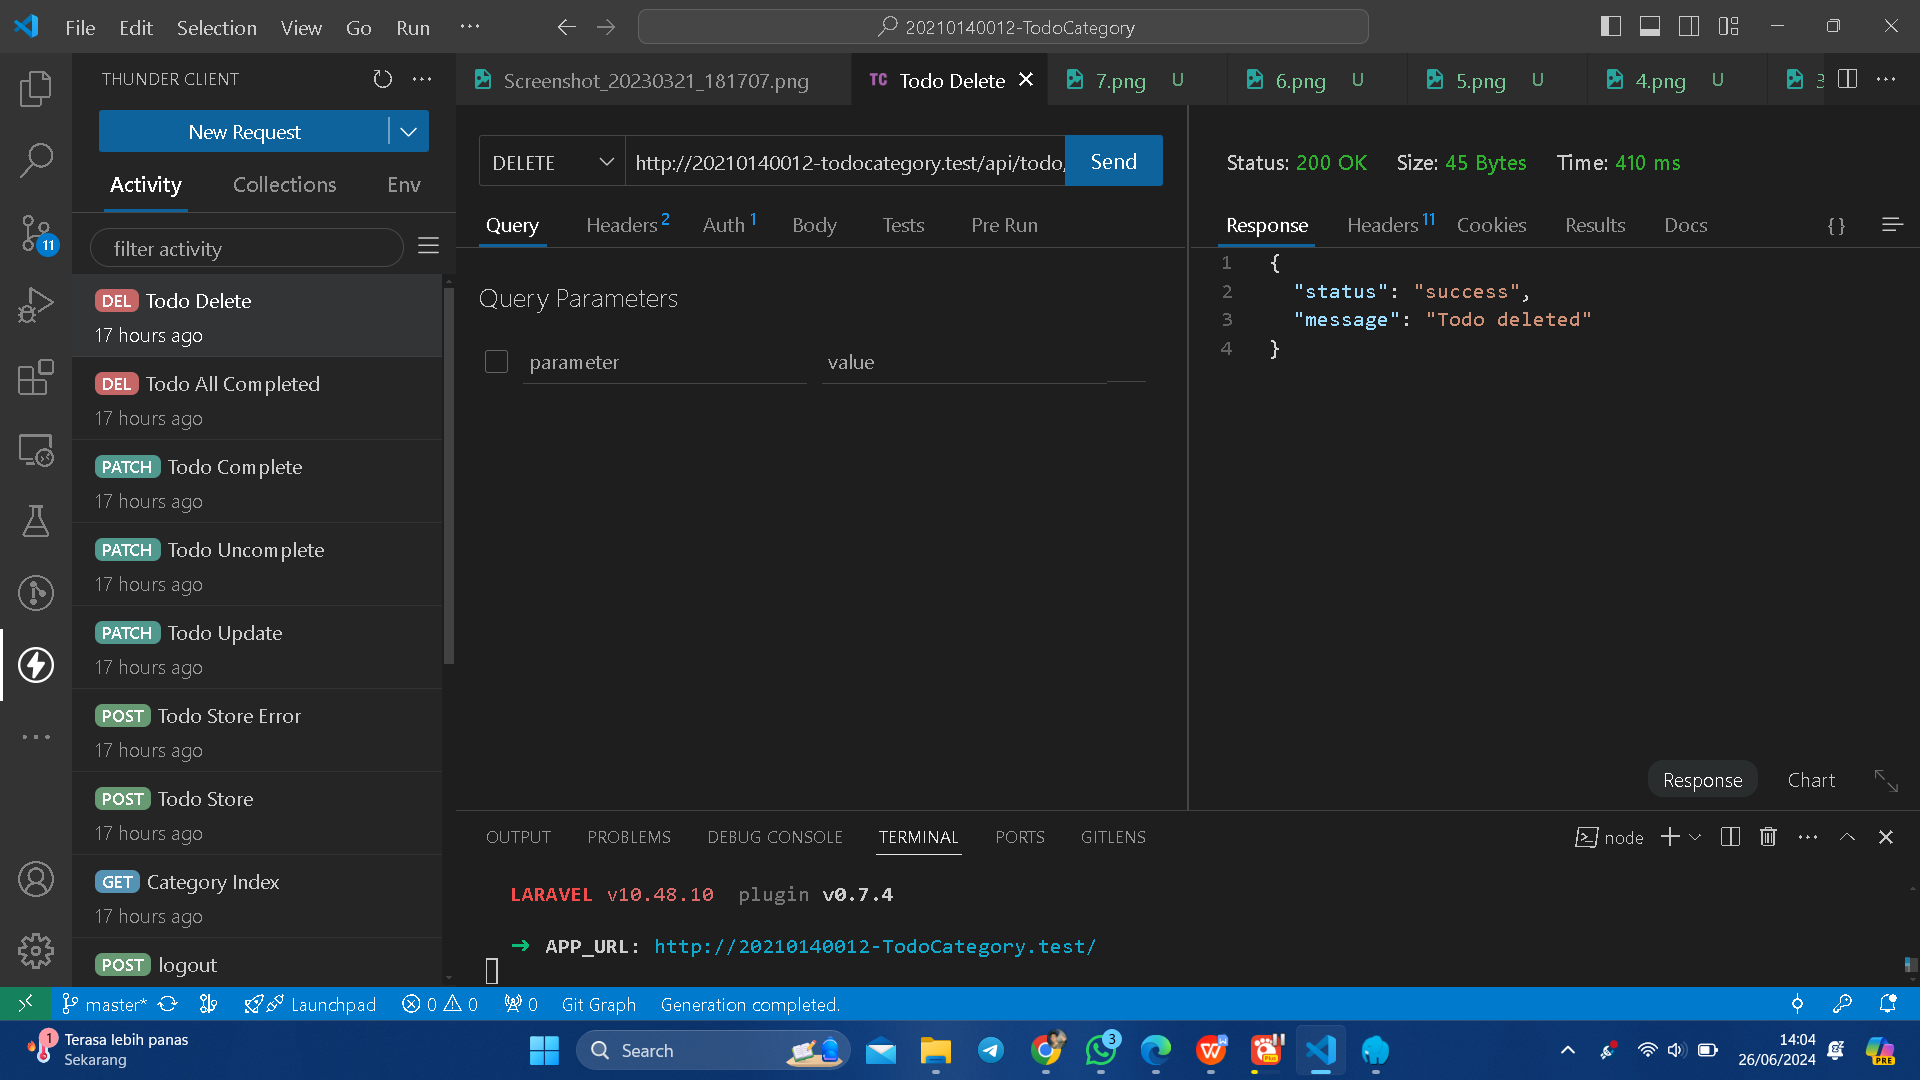 File Edit Selection View Go Run ···
20210140012-TodoCategory
THUNDER CLIENT
New Request
Activity Collections Env
filter activity
DEL Todo Delete
17 hours ago
DEL Todo All Completed
17 hours ago
PATCH Todo Complete
17 hours ago
PATCH Todo Uncomplete
17 hours ago
PATCH Todo Update
17 hours ago
POST Todo Store Error
17 hours ago
POST Todo Store
17 hours ago
GET Category Index
17 hours ago
POST logout
11
Screenshot_20230321_181707.png TC Todo Delete 7.png U 6.png U 5.png U 4.png U
DELETE http://20210140012-todocategory.test/api/todo/ Send
Query Headers 2 Auth 1 Body Tests Pre Run
Query Parameters
parameter value
Status: 200 OK Size: 45 Bytes Time: 410 ms
Response Headers 11 Cookies Results Docs {}
1 {
2 "status": "success",
3 "message": "Todo deleted"
4 }
Response Chart
OUTPUT PROBLEMS DEBUG CONSOLE TERMINAL PORTS GITLENS
node
LARAVEL v10.48.10 plugin v0.7.4
➜ APP_URL: http://20210140012-TodoCategory.test/
master* Launchpad 0 0 0 Git Graph Generation completed.
1 Terasa lebih panas
Sekarang
Search
3
PRE
14:04
26/06/2024